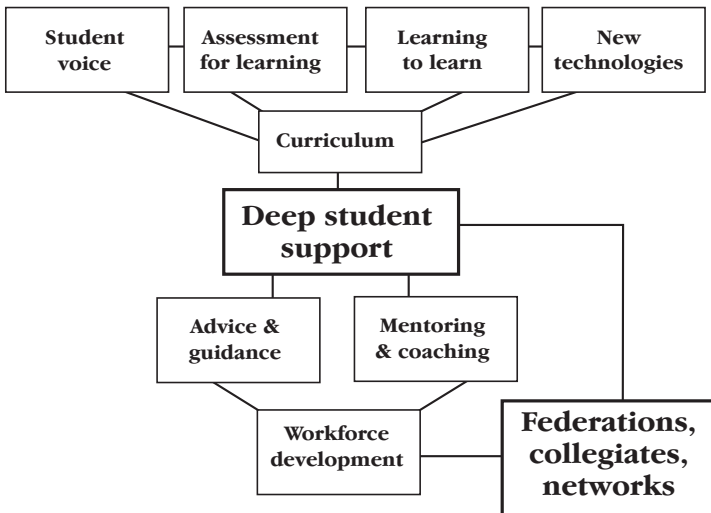 Student
voice
Assessment
for learning
Learning
to learn
New
technologies
Curriculum
Deep student
support
Advice &
guidance
Mentoring
& coaching
Workforce
development
Federations,
collegiates,
networks